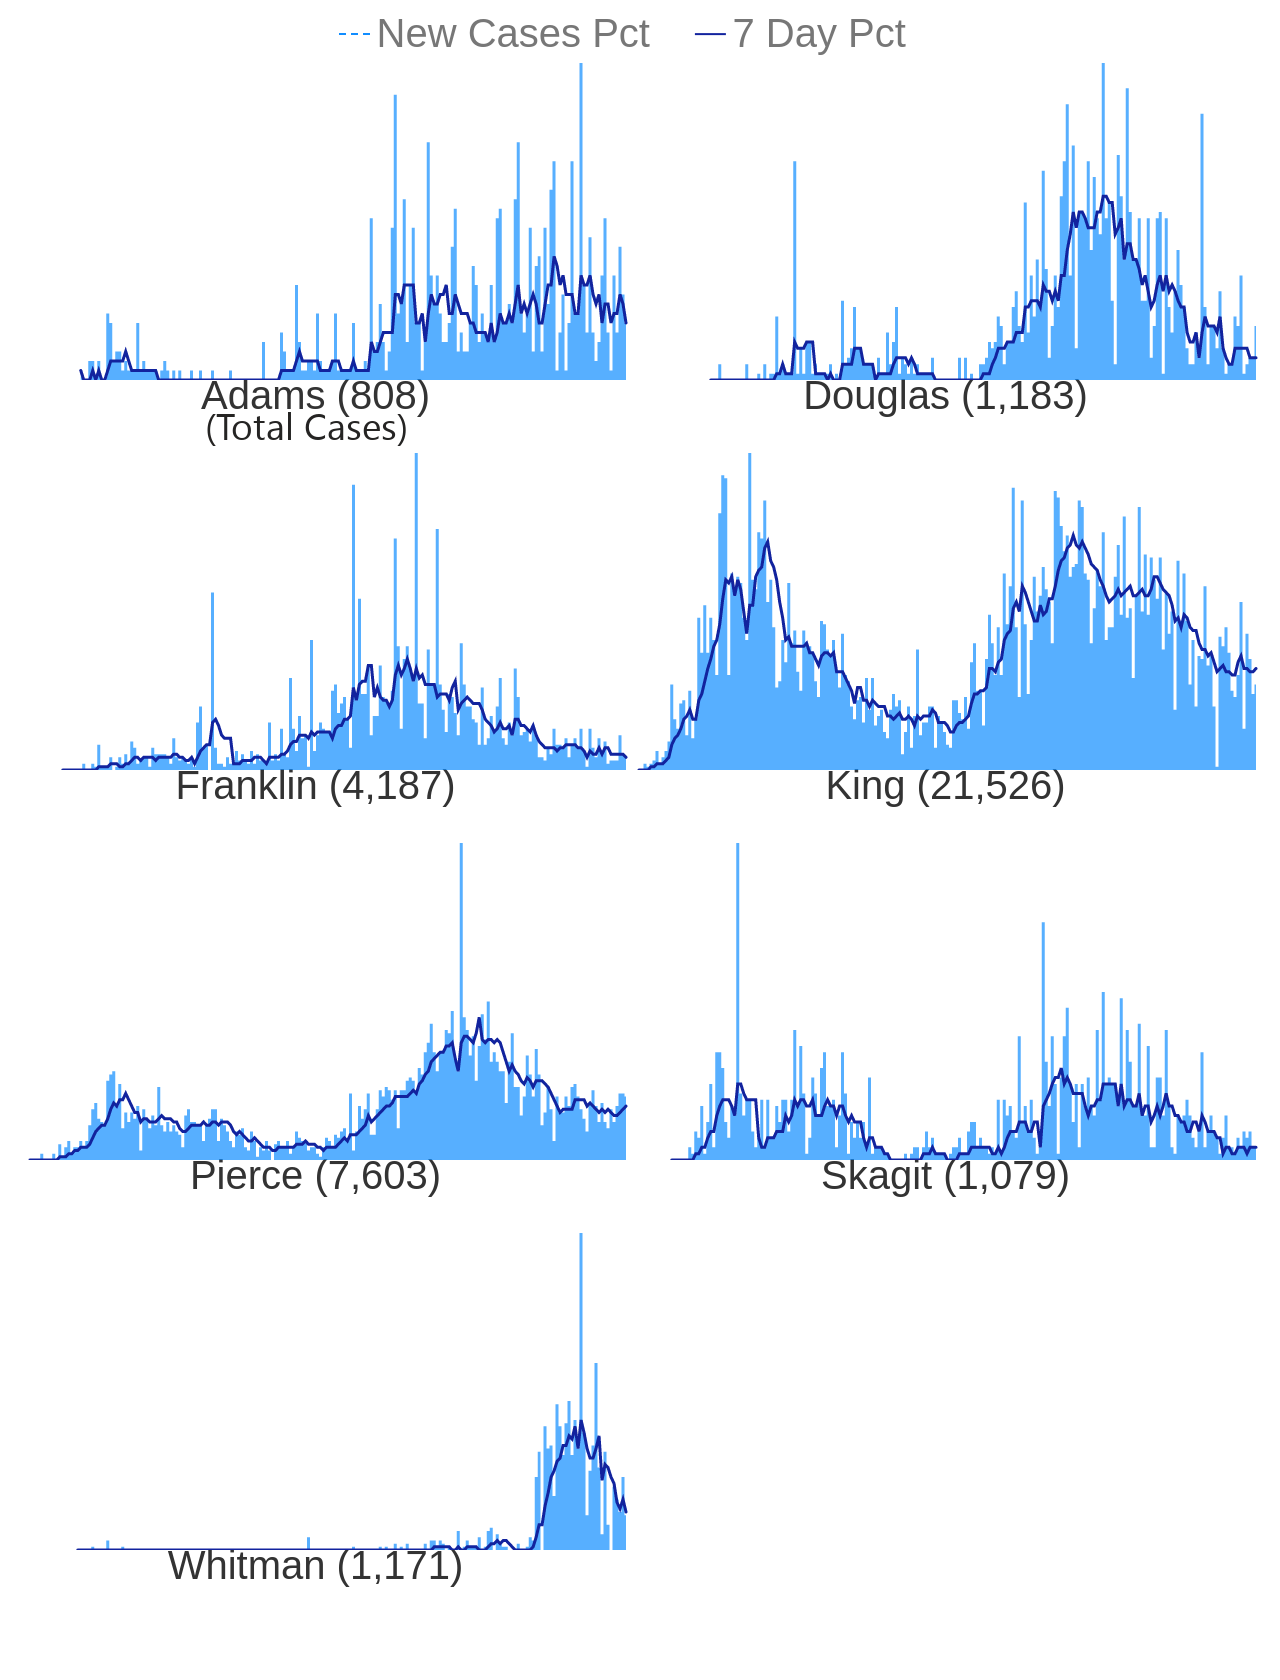 New Cases Pct 7 Day Pct
Adams (808) Douglas (1,183)
(Total Cases)
Franklin (4,187) King (21,526)
Pierce (7,603) Skagit (1,079)
Whitman (1,171)